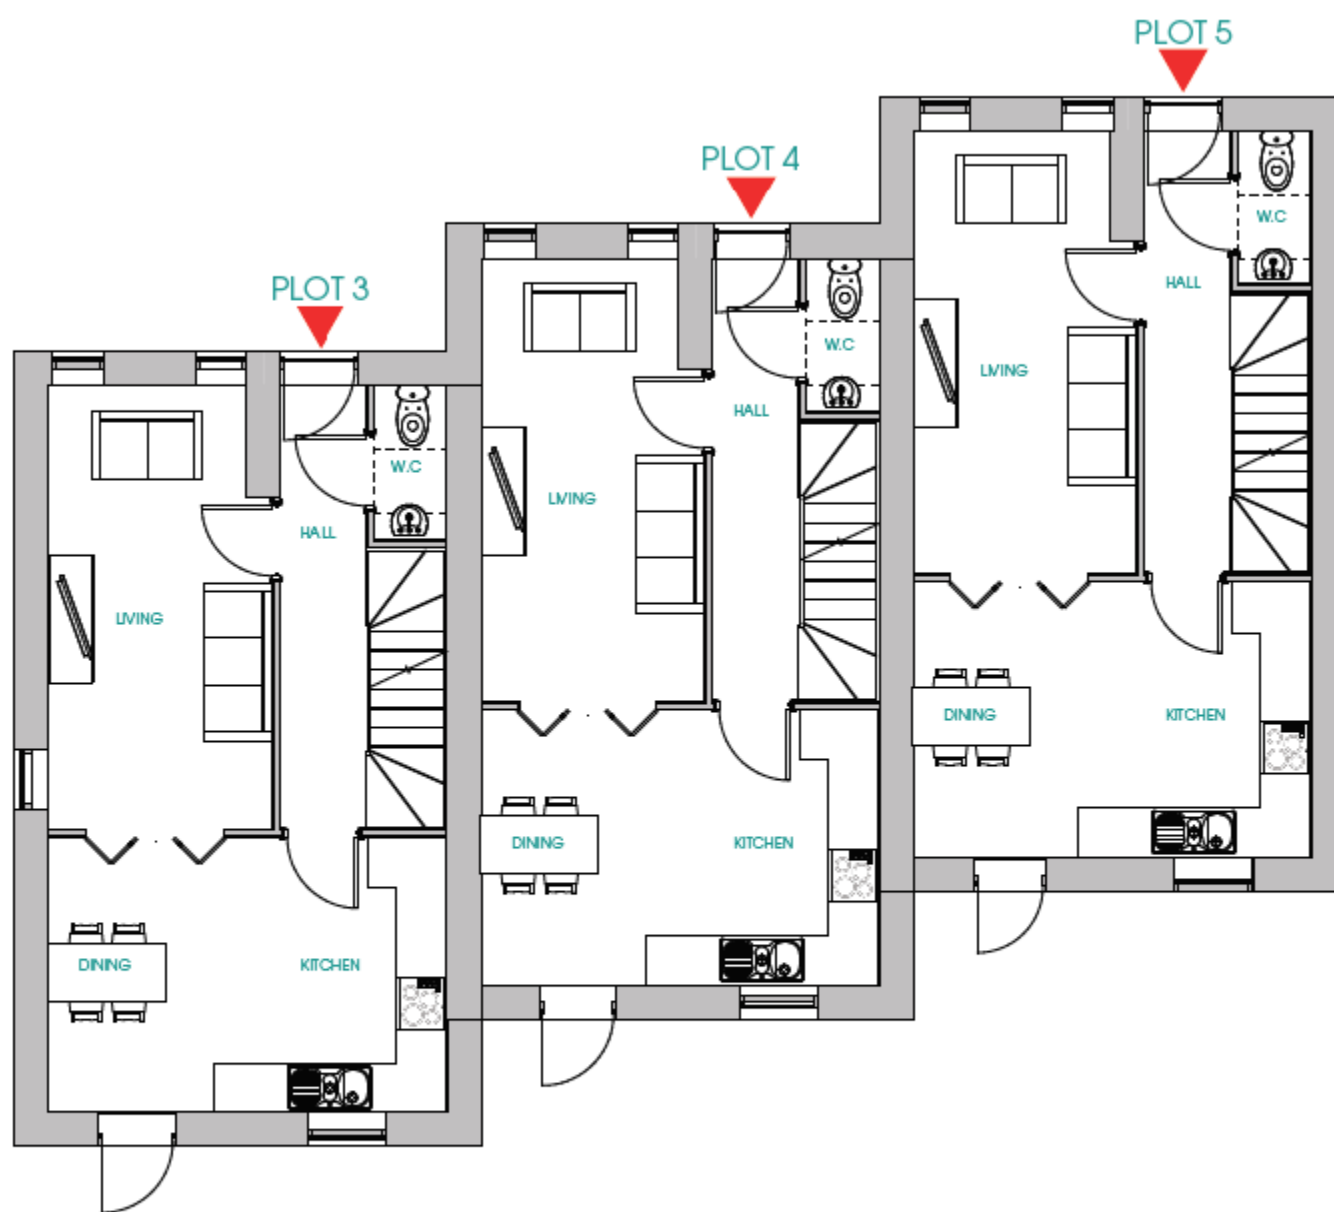 PLOT 5
PLOT 4
PLOT 3
W.C
HALL
LIVING
DINING
KITCHEN
W.C
HALL
LIVING
DINING
KITCHEN
W.C
HALL
LIVING
DINING
KITCHEN